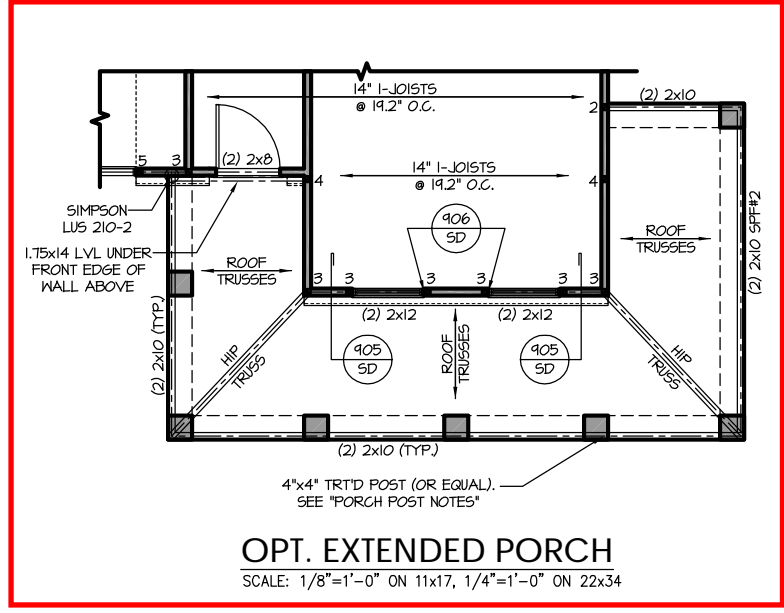 14" I-JOISTS
@ 19.2" O.C.
(2) 2x10
2
5
3
(2) 2x8
14" I-JOISTS
@ 19.2" O.C.
4
4
SIMPSON
LUS 210-2
906
SD
1.75x14 LVL UNDER
FRONT EDGE OF
WALL ABOVE
ROOF
TRUSSES
ROOF
TRUSSES
(2) 2x10 SPF#2
3
3
3
3
3
3
(2) 2x12
(2) 2x12
(2) 2x10 (TYP.)
HIP
TRUSS
905
SD
ROOF
TRUSSES
905
SD
HIP
TRUSS
(2) 2x10 (TYP.)
4"x4" TRT'D POST (OR EQUAL).
SEE "PORCH POST NOTES"
OPT. EXTENDED PORCH
SCALE: 1/8"=1'-0" ON 11x17, 1/4"=1'-0" ON 22x34